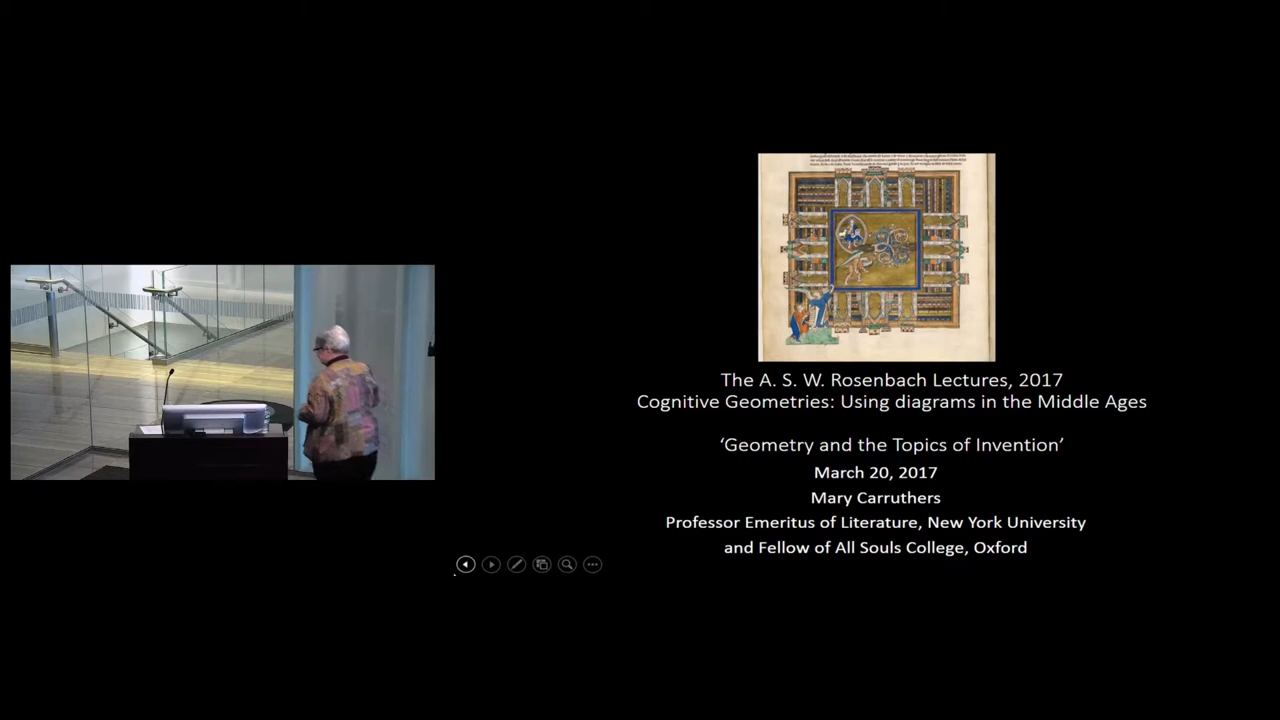 The A. S. W. Rosenbach Lectures, 2017
Cognitive Geometries: Using diagrams in the Middle Ages
‘Geometry and the Topics of Invention’
March 20, 2017
Mary Carruthers
Professor Emeritus of Literature, New York University
and Fellow of All Souls College, Oxford